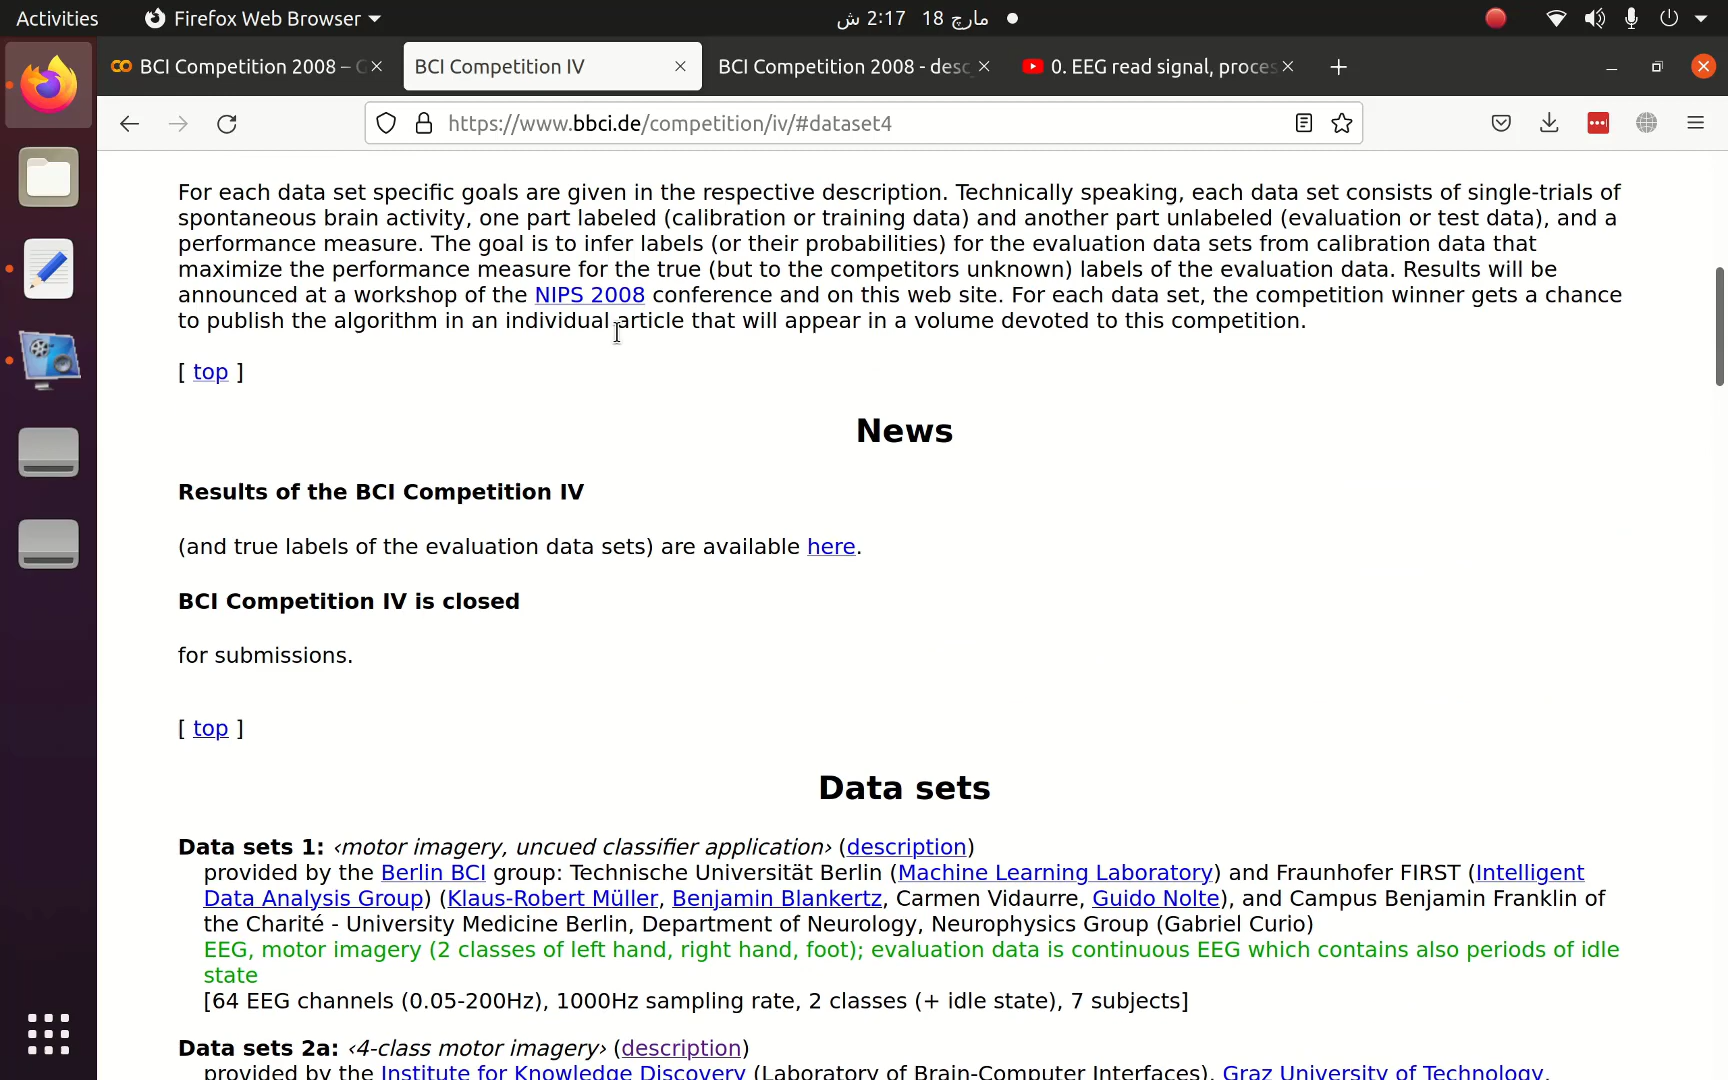 Activities Firefox Web Browser 2:17 ش مارچ 18
BCI Competition 2008 – BCI Competition IV BCI Competition 2008 - desc 0. EEG read signal, proces
https://www.bbci.de/competition/iv/#dataset4
For each data set specific goals are given in the respective description. Technically speaking, each data set consists of single-trials of
spontaneous brain activity, one part labeled (calibration or training data) and another part unlabeled (evaluation or test data), and a
performance measure. The goal is to infer labels (or their probabilities) for the evaluation data sets from calibration data that
maximize the performance measure for the true (but to the competitors unknown) labels of the evaluation data. Results will be
announced at a workshop of the NIPS 2008 conference and on this web site. For each data set, the competition winner gets a chance
to publish the algorithm in an individual article that will appear in a volume devoted to this competition.
[ top ]
News
Results of the BCI Competition IV
(and true labels of the evaluation data sets) are available here.
BCI Competition IV is closed
for submissions.
[ top ]
Data sets
Data sets 1: ‹motor imagery, uncued classifier application› (description)
provided by the Berlin BCI group: Technische Universität Berlin (Machine Learning Laboratory) and Fraunhofer FIRST (Intelligent
Data Analysis Group) (Klaus-Robert Müller, Benjamin Blankertz, Carmen Vidaurre, Guido Nolte), and Campus Benjamin Franklin of
the Charité - University Medicine Berlin, Department of Neurology, Neurophysics Group (Gabriel Curio)
EEG, motor imagery (2 classes of left hand, right hand, foot); evaluation data is continuous EEG which contains also periods of idle
state
[64 EEG channels (0.05-200Hz), 1000Hz sampling rate, 2 classes (+ idle state), 7 subjects]
Data sets 2a: ‹4-class motor imagery› (description)
provided by the Institute for Knowledge Discovery (Laboratory of Brain-Computer Interfaces), Graz University of Technology,